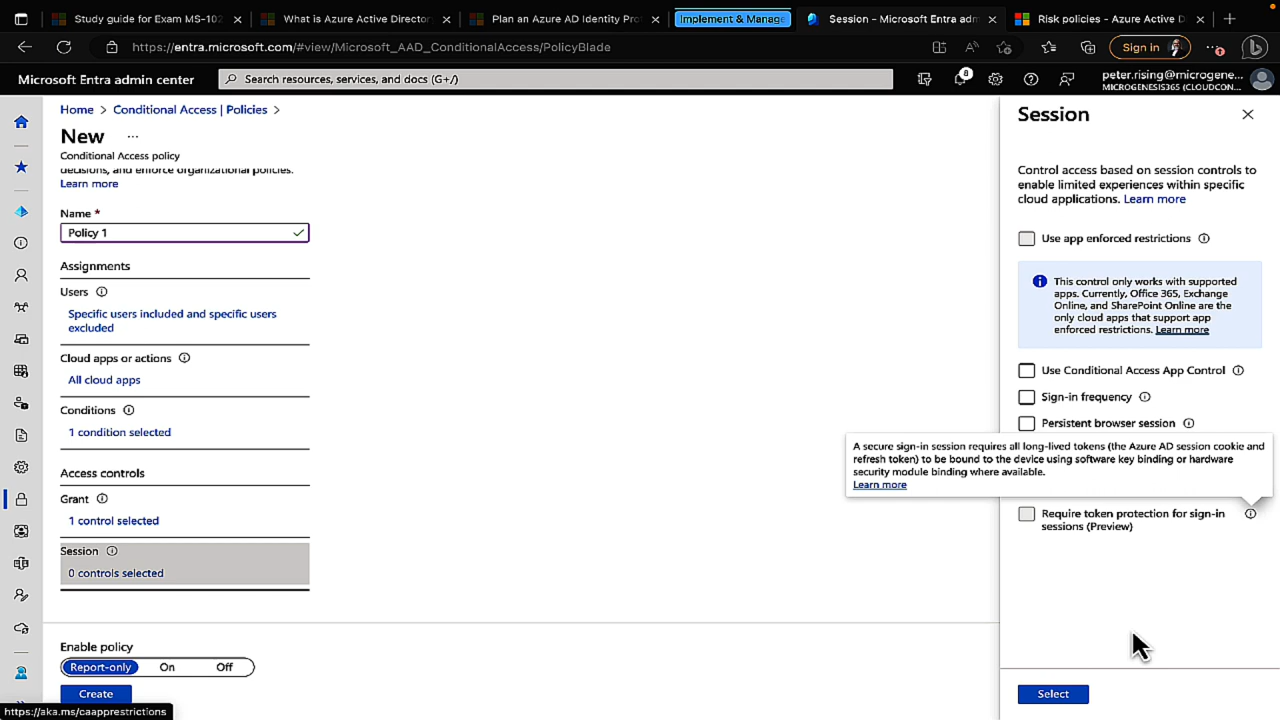 Study guide for Exam MS-102
What is Azure Active Director
Plan an Azure AD Identity Prot
Implement & Manage
Session - Microsoft Entra adm
Risk policies - Azure Active D
https://entra.microsoft.com/#view/Microsoft_AAD_ConditionalAccess/PolicyBlade
Sign in
Microsoft Entra admin center
Search resources, services, and docs (G+/)
8
peter.rising@microgene...
MICROGENESIS365 (CLOUDCON...
Home > Conditional Access | Policies >
New ...
Conditional Access policy
decisions, and enforce organizational policies.
Learn more
Name *
Policy 1
Assignments
Users
Specific users included and specific users
excluded
Cloud apps or actions
All cloud apps
Conditions
1 condition selected
Access controls
Grant
1 control selected
Session
0 controls selected
Enable policy
Report-only On Off
Create
https://aka.ms/caapprestrictions
Session
Control access based on session controls to
enable limited experiences within specific
cloud applications. Learn more
Use app enforced restrictions
This control only works with supported
apps. Currently, Office 365, Exchange
Online, and SharePoint Online are the
only cloud apps that support app
enforced restrictions. Learn more
Use Conditional Access App Control
Sign-in frequency
Persistent browser session
A secure sign-in session requires all long-lived tokens (the Azure AD session cookie and
refresh token) to be bound to the device using software key binding or hardware
security module binding where available.
Learn more
Require token protection for sign-in
sessions (Preview)
Select